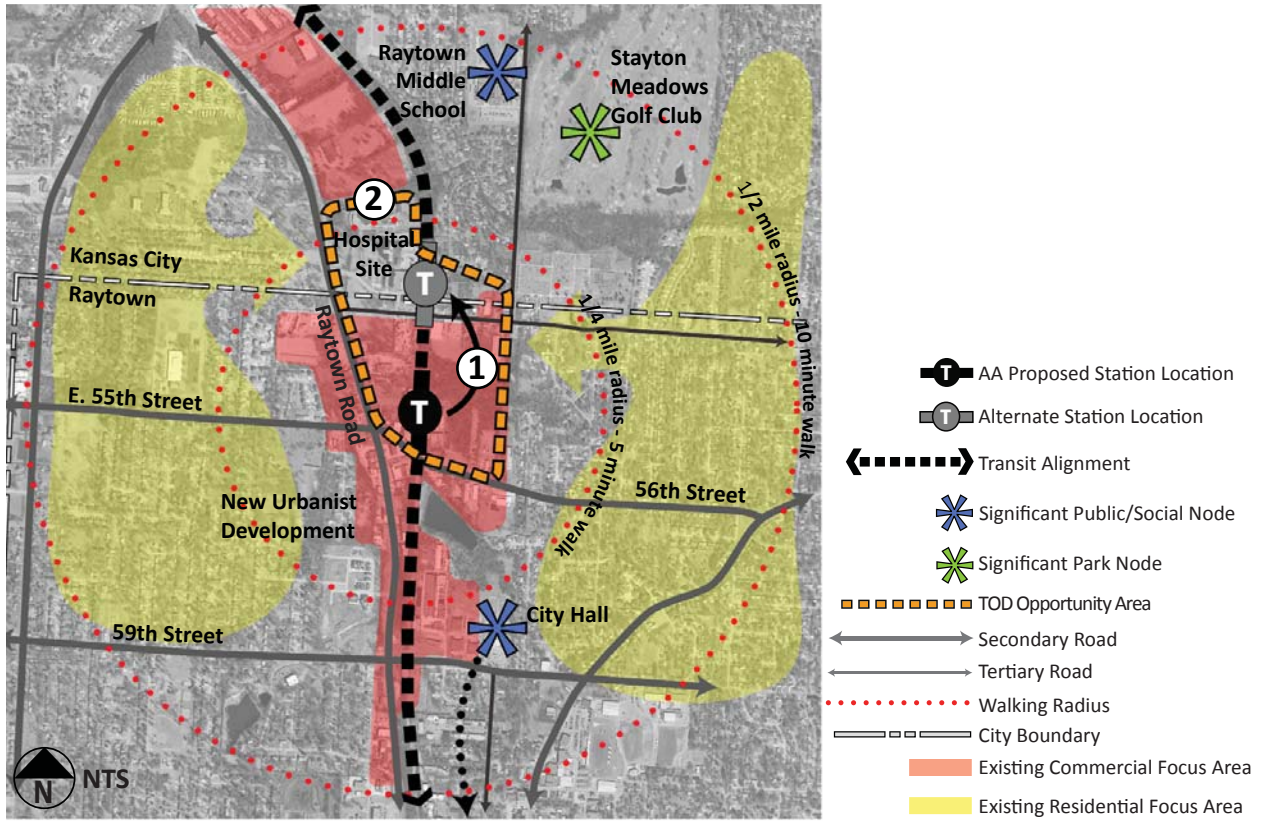 Raytown
Middle
School
Stayton
Meadows
Golf Club
2
Hospital
Site
T
Kansas City
Raytown
1/2 mile radius - 10 minute walk
1/4 mile radius - 5 minute walk
1
T
Raytown Road
E. 55th Street
56th Street
New Urbanist
Development
City Hall
59th Street
N
NTS
T AA Proposed Station Location
T Alternate Station Location
Transit Alignment
Significant Public/Social Node
Significant Park Node
TOD Opportunity Area
Secondary Road
Tertiary Road
Walking Radius
City Boundary
Existing Commercial Focus Area
Existing Residential Focus Area